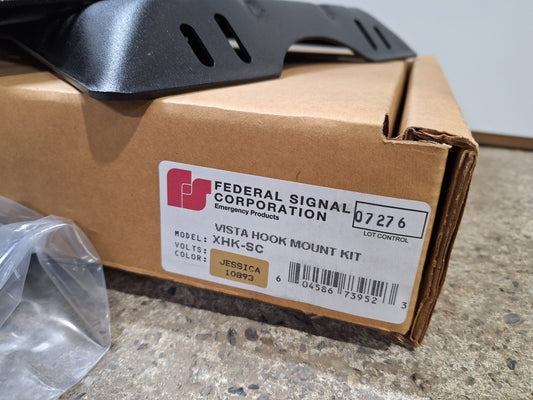 FEDERAL SIGNAL
CORPORATION
Emergency Products
07276
LOT CONTROL
VISTA HOOK MOUNT KIT
MODEL: XHK-SC
VOLTS:
COLOR:
JESSICA
10893
6 04586 73952 3